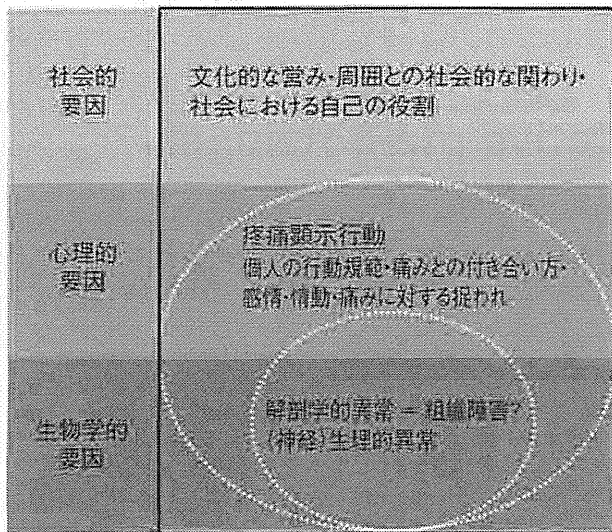 社会的
要因
文化的な営み・周囲との社会的な関わり・
社会における自己の役割
心理的
要因
疼痛顕示行動
個人の行動規範・痛みとの付き合い方・
感情・情動・痛みに対する捉われ
生物学的
要因
解剖学的異常 = 組織障害?
(神経)生理的異常